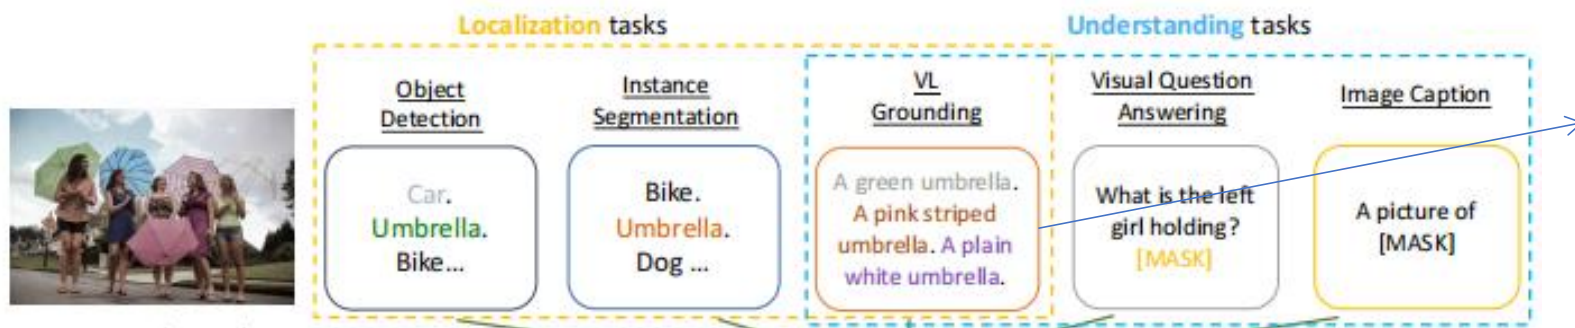 Localization tasks
Understanding tasks
Object
Detection
Instance
Segmentation
VL
Grounding
Visual Question
Answering
Image Caption
Car.
Umbrella.
Bike...
Bike.
Umbrella.
Dog ...
A green umbrella.
A pink striped
umbrella. A plain
white umbrella.
What is the left
girl holding?
[MASK]
A picture of
[MASK]